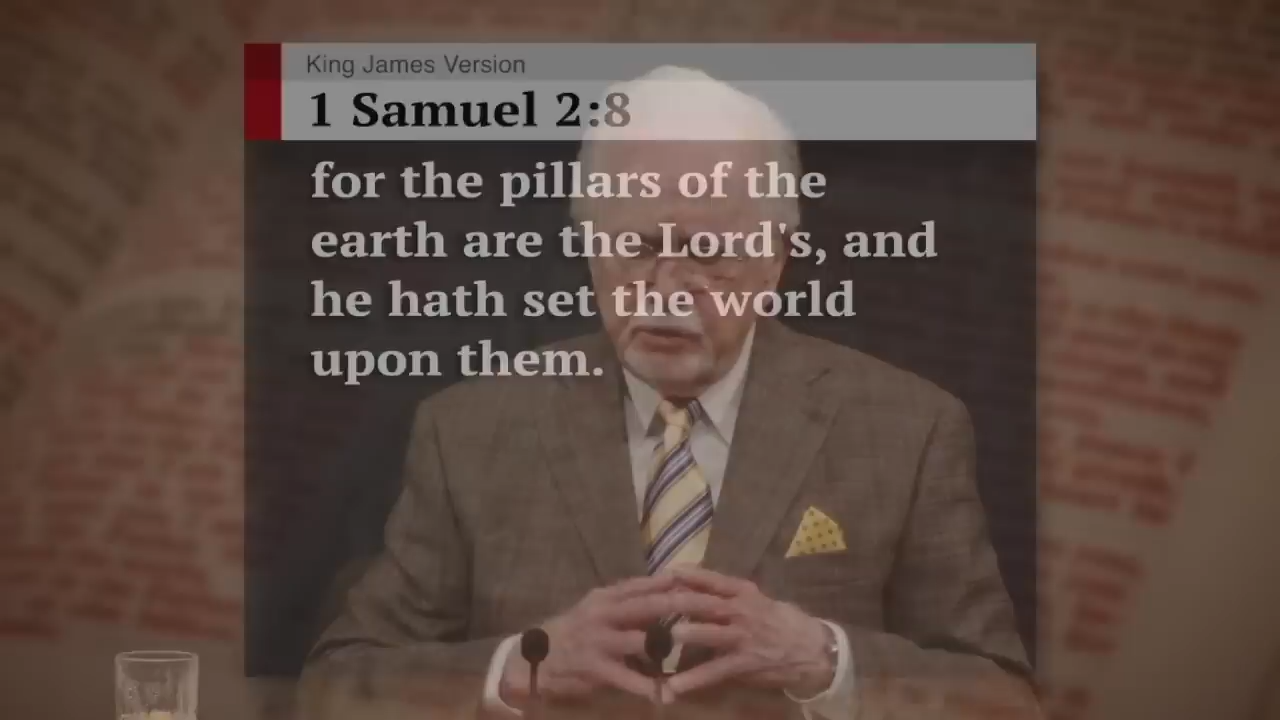 King James Version
1 Samuel 2:8
for the pillars of the
earth are the Lord's, and
he hath set the world
upon them.